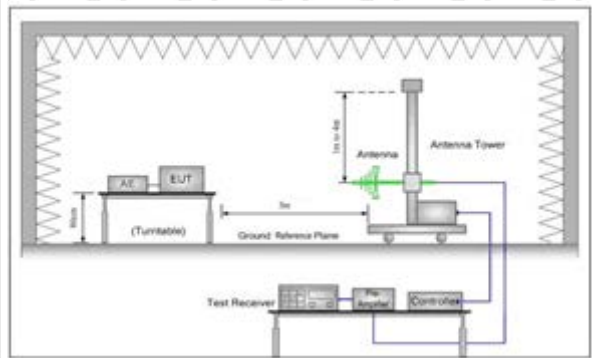 1m to 4m
Antenna Tower
Antenna
AE
EUT
80cm
3m
(Turntable)
Ground Reference Plane
Test Receiver
Pre-
Amplifier
Controller